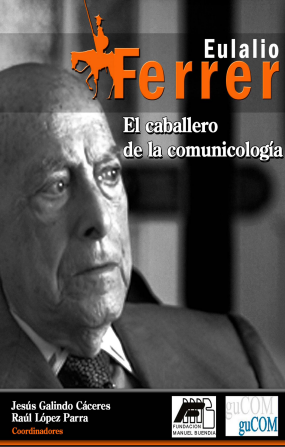 Eulalio
Ferrer
El caballero
de la comunicología
Jesús Galindo Cáceres
Raúl López Parra
Coordinadores
FUNDACIÓN
MANUEL BUENDÍA
guCOM
guCOM